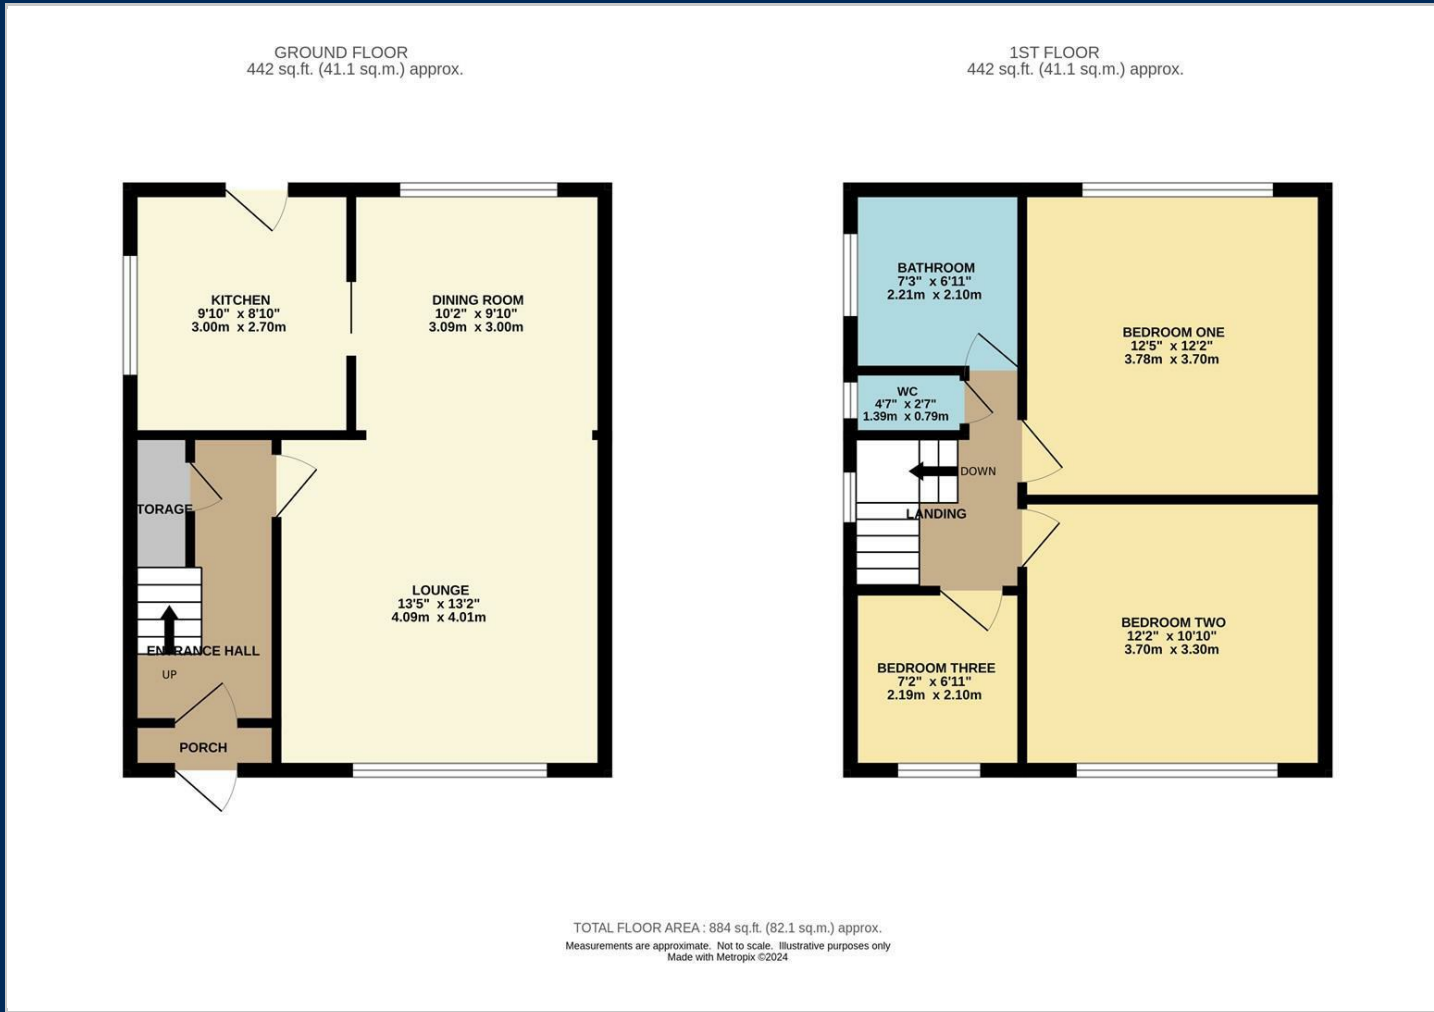 GROUND FLOOR
442 sq.ft. (41.1 sq.m.) approx.
1ST FLOOR
442 sq.ft. (41.1 sq.m.) approx.
KITCHEN
9'10" x 8'10"
3.00m x 2.70m
DINING ROOM
10'2" x 9'10"
3.09m x 3.00m
TORAGE
LOUNGE
13'5" x 13'2"
4.09m x 4.01m
ENTRANCE HALL
UP
PORCH
BATHROOM
7'3" x 6'11"
2.21m x 2.10m
BEDROOM ONE
12'5" x 12'2"
3.78m x 3.70m
WC
4'7" x 2'7"
1.39m x 0.79m
DOWN
LANDING
BEDROOM TWO
12'2" x 10'10"
3.70m x 3.30m
BEDROOM THREE
7'2" x 6'11"
2.19m x 2.10m
TOTAL FLOOR AREA : 884 sq.ft. (82.1 sq.m.) approx.
Measurements are approximate. Not to scale. Illustrative purposes only
Made with Metropix ©2024